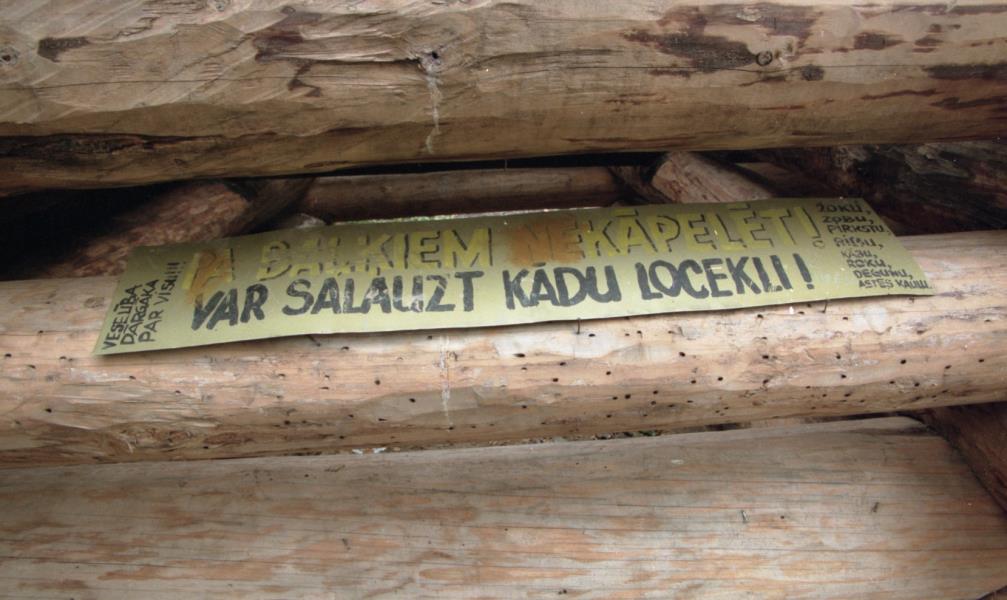 VESELĪBA
DĀRGĀKA
PAR VISU!!!
PA BAĻĶIEM NEKĀPELĒT!
VAR SALAUZT KĀDU LOCEKLI!
ŽOKLI,
ZOBU,
PIRKSTU,
RIBU,
KĀJU,
ROKU,
DEGUNU,
ASTES KAULU.